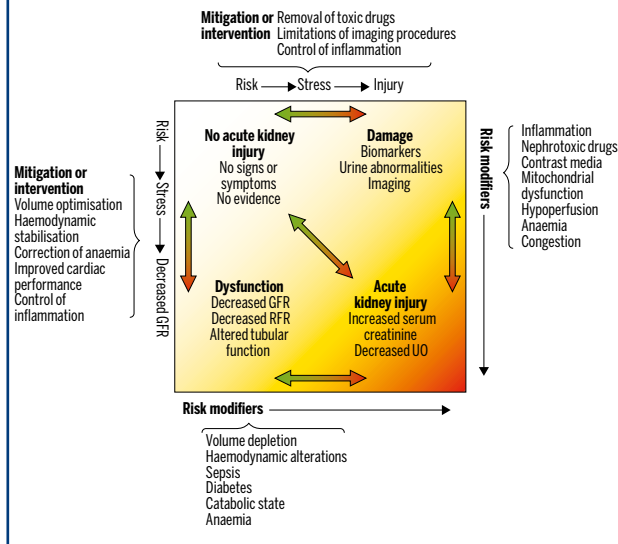 Mitigation or intervention
Removal of toxic drugs
Limitations of imaging procedures
Control of inflammation
Risk Stress Injury
Risk Stress Decreased GFR
Mitigation or
intervention
Volume optimisation
Haemodynamic
stabilisation
Correction of anaemia
Improved cardiac
performance
Control of
inflammation
No acute kidney
injury
No signs or
symptoms
No evidence
Damage
Biomarkers
Urine abnormalities
Imaging
Dysfunction
Decreased GFR
Decreased RFR
Altered tubular
function
Acute
kidney injury
Increased serum
creatinine
Decreased UO
Risk modifiers
Inflammation
Nephrotoxic drugs
Contrast media
Mitochondrial
dysfunction
Hypoperfusion
Anaemia
Congestion
Risk modifiers
Volume depletion
Haemodynamic alterations
Sepsis
Diabetes
Catabolic state
Anaemia